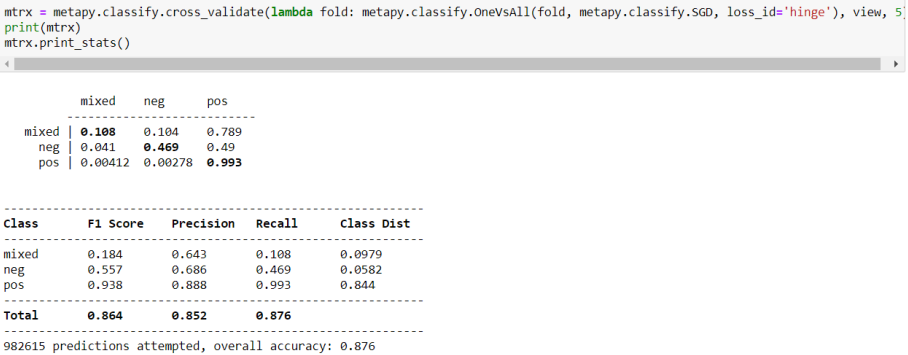 mtrx = metapy.classify.cross_validate(lambda fold: metapy.classify.OneVsAll(fold, metapy.classify.SGD, loss_id='hinge'), view, 5)
print(mtrx)
mtrx.print_stats()
mixed neg pos
------------------------------
mixed | 0.108 0.104 0.789
neg | 0.041 0.469 0.49
pos | 0.00412 0.00278 0.993
------------------------------------------------------------
Class F1 Score Precision Recall Class Dist
------------------------------------------------------------
mixed 0.184 0.643 0.108 0.0979
neg 0.557 0.686 0.469 0.0582
pos 0.938 0.888 0.993 0.844
------------------------------------------------------------
Total 0.864 0.852 0.876
------------------------------------------------------------
982615 predictions attempted, overall accuracy: 0.876